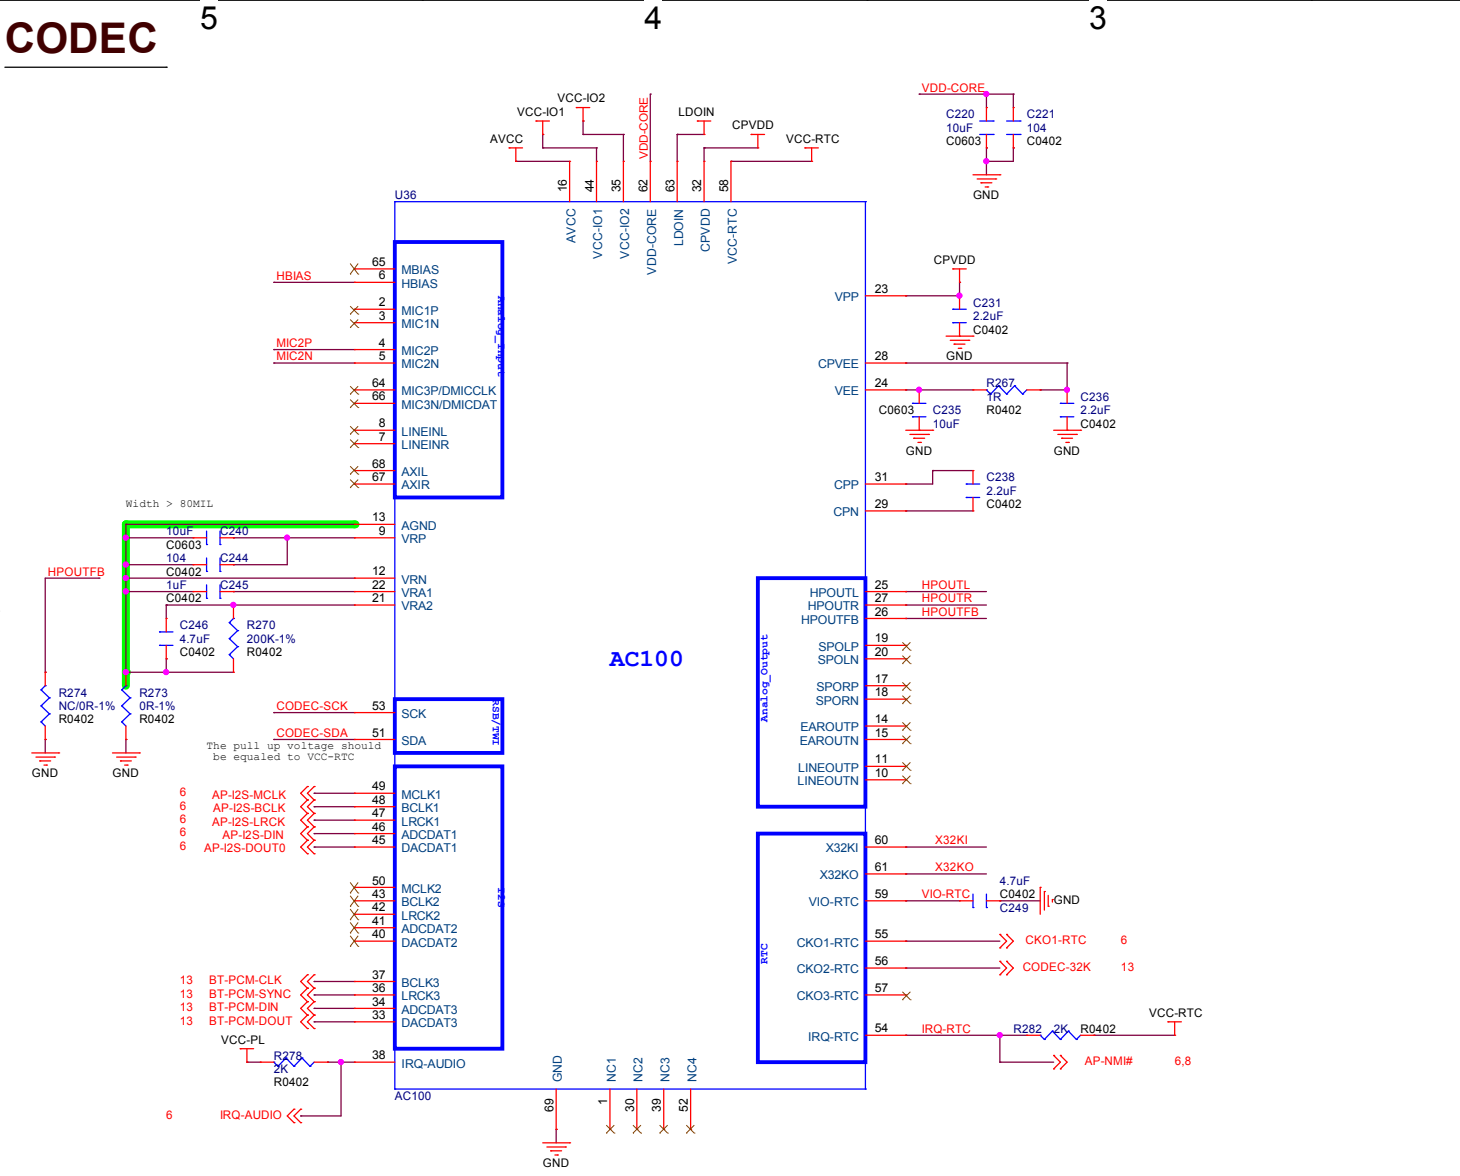 5
4
3
CODEC
VCC-IO2
VCC-IO1
AVCC
VDD-CORE
LDOIN
CPVDD
VCC-RTC
VDD-CORE
C220
10uF
C0603
C221
104
C0402
GND
16
44
35
62
63
32
58
U36
AVCC
VCC-IO1
VCC-IO2
VDD-CORE
LDOIN
CPVDD
VCC-RTC
Analog_Input
65 MBIAS
HBIAS 6 HBIAS
2 MIC1P
3 MIC1N
MIC2P 4 MIC2P
MIC2N 5 MIC2N
64 MIC3P/DMICCLK
66 MIC3N/DMICDAT
8 LINEINL
7 LINEINR
68 AXIL
67 AXIR
CPVDD
VPP 23
C231
2.2uF
C0402
GND
CPVEE 28
VEE 24
R267
1R
R0402
C0603 C235
10uF
GND
C236
2.2uF
C0402
GND
CPP 31
CPN 29
C238
2.2uF
C0402
Width > 80MIL
13 AGND
10uF C240
C0603
9 VRP
104 C244
C0402
HPOUTFB
12 VRN
1uF C245
C0402
22 VRA1
21 VRA2
C246
4.7uF
C0402
R270
200K-1%
R0402
R274
NC/0R-1%
R0402
GND
R273
0R-1%
R0402
GND
AC100
Analog_Output
HPOUTL 25 HPOUTL
HPOUTR 27 HPOUTR
HPOUTFB 26 HPOUTFB
SPOLP 19
SPOLN 20
SPORP 17
SPORN 18
EAROUTP 14
EAROUTN 15
LINEOUTP 11
LINEOUTN 10
RSB/TWI
CODEC-SCK 53 SCK
CODEC-SDA 51 SDA
The pull up voltage should
be equaled to VCC-RTC
I2S
6 AP-I2S-MCLK 49 MCLK1
6 AP-I2S-BCLK 48 BCLK1
6 AP-I2S-LRCK 47 LRCK1
6 AP-I2S-DIN 46 ADCDAT1
6 AP-I2S-DOUT0 45 DACDAT1
50 MCLK2
43 BCLK2
42 LRCK2
41 ADCDAT2
40 DACDAT2
13 BT-PCM-CLK 37 BCLK3
13 BT-PCM-SYNC 36 LRCK3
13 BT-PCM-DIN 34 ADCDAT3
13 BT-PCM-DOUT 33 DACDAT3
VCC-PL
R278
2K
R0402
38 IRQ-AUDIO
6 IRQ-AUDIO
AC100
RTC
X32KI 60 X32KI
X32KO 61 X32KO
VIO-RTC 59 VIO-RTC
4.7uF
C0402
C249
GND
CKO1-RTC 55 CKO1-RTC 6
CKO2-RTC 56 CODEC-32K 13
CKO3-RTC 57
IRQ-RTC 54 IRQ-RTC R282 2K R0402
VCC-RTC
AP-NMI# 6,8
GND
NC1
NC2
NC3
NC4
69
1
30
39
52
GND